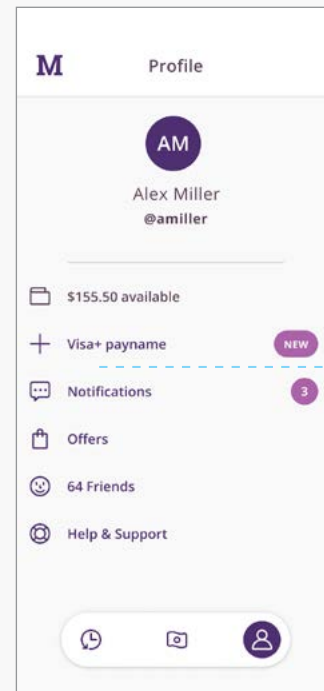 M
Profile
AM
Alex Miller
@amiller
$155.50 available
Visa+ payname NEW
Notifications 3
Offers
64 Friends
Help & Support